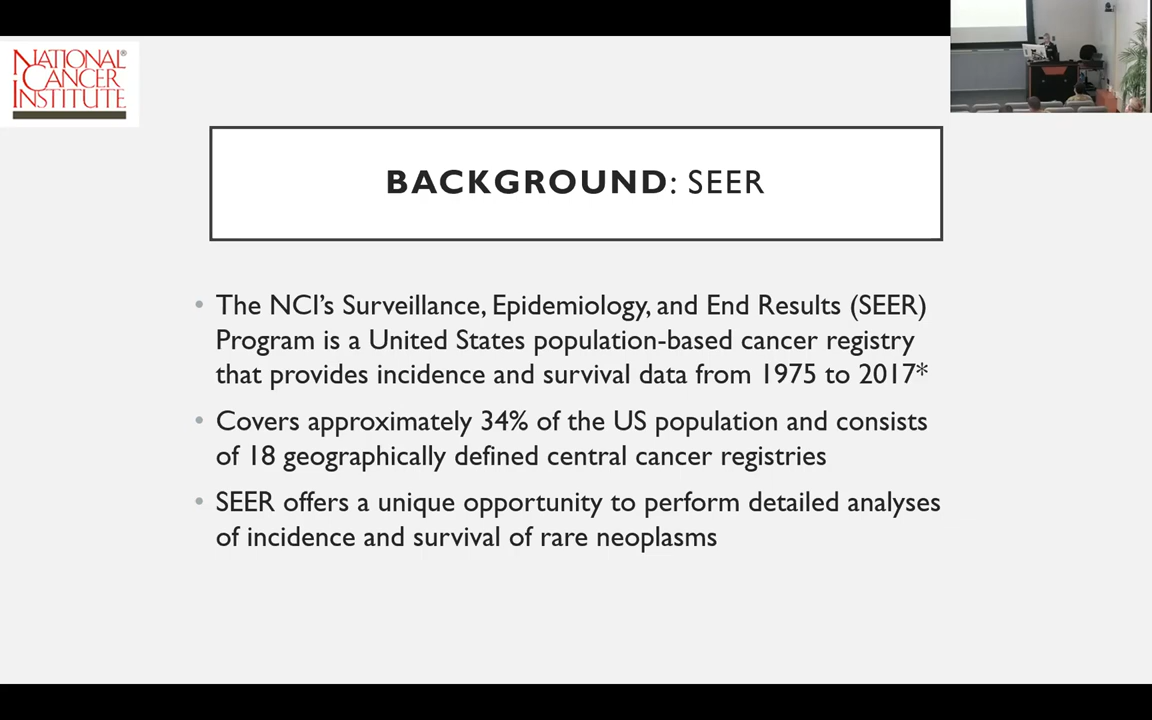 NATIONAL®
CANCER
INSTITUTE
BACKGROUND: SEER
• The NCI’s Surveillance, Epidemiology, and End Results (SEER)
Program is a United States population-based cancer registry
that provides incidence and survival data from 1975 to 2017*
• Covers approximately 34% of the US population and consists
of 18 geographically defined central cancer registries
• SEER offers a unique opportunity to perform detailed analyses
of incidence and survival of rare neoplasms